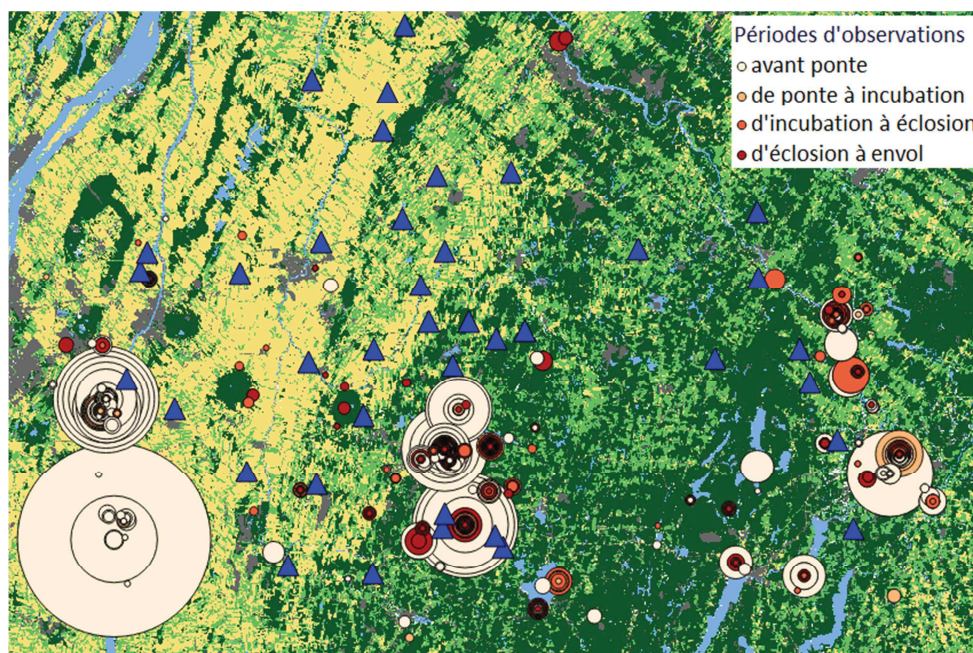 Périodes d'observations
avant ponte
de ponte à incubation
d'incubation à éclosion
d'éclosion à envol